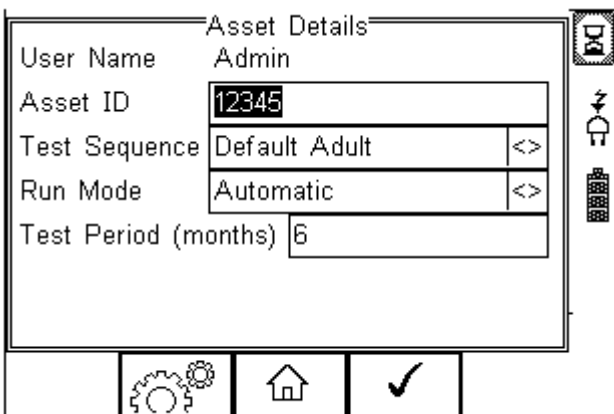 Asset Details
User Name Admin
Asset ID 12345
Test Sequence Default Adult <>
Run Mode Automatic <>
Test Period (months) 6